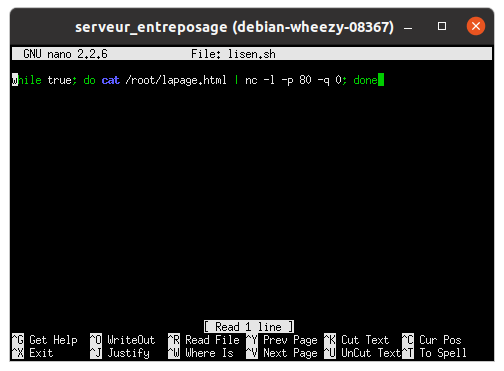 serveur_entreposage (debian-wheezy-08367)
GNU nano 2.2.6 File: lisen.sh
while true; do cat /root/lapage.html | nc -l -p 80 -q 0; done
[ Read 1 line ]
^G Get Help ^O WriteOut ^R Read File ^Y Prev Page ^K Cut Text ^C Cur Pos
^X Exit ^J Justify ^W Where Is ^V Next Page ^U UnCut Text ^T To Spell